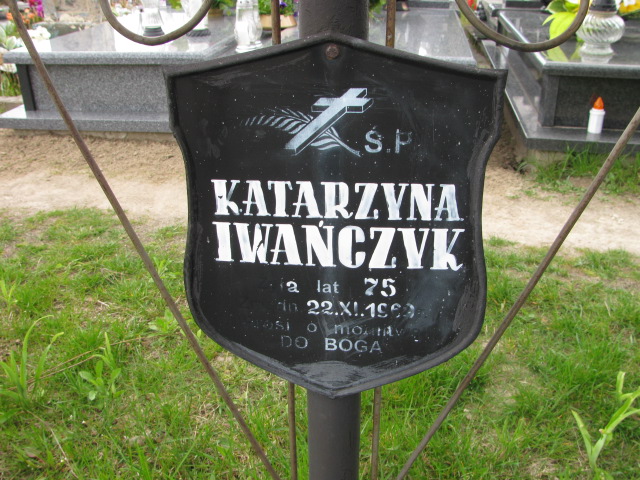 Ś.P
KATARZYNA
IWAŃCZYK
lat 75
22.XI.
DO BOGA